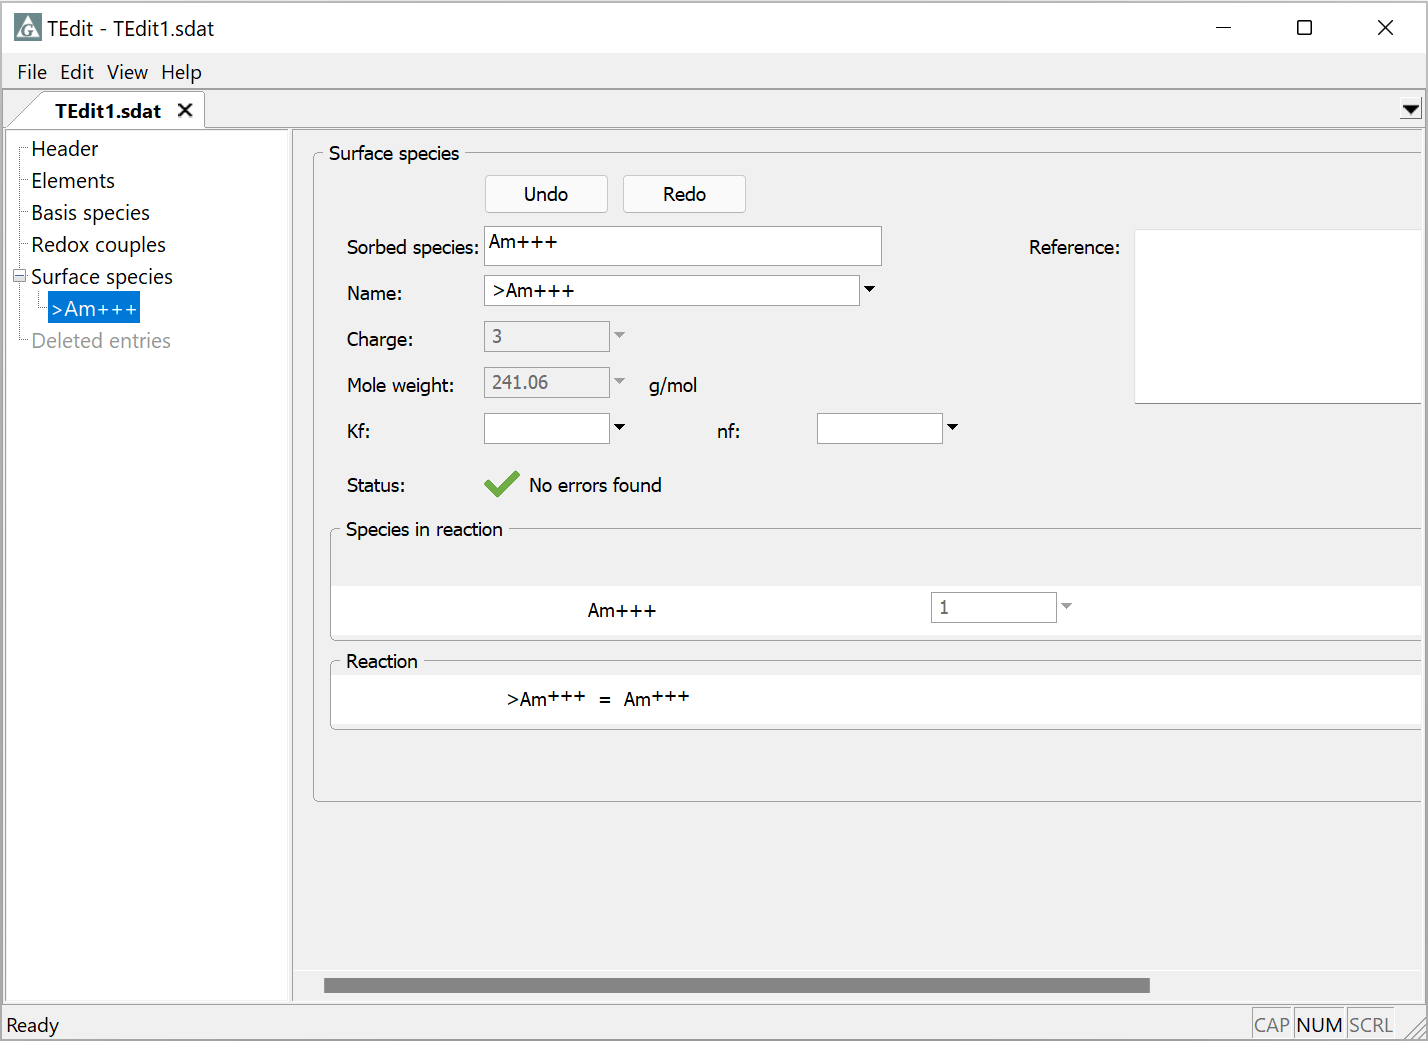 TEdit - TEdit1.sdat
File Edit View Help
TEdit1.sdat
Header
Elements
Basis species
Redox couples
Surface species
>Am+++
Deleted entries
Surface species
Undo Redo
Sorbed species: Am+++ Reference:
Name: >Am+++
Charge: 3
Mole weight: 241.06 g/mol
Kf: nf:
Status: No errors found
Species in reaction
Am+++ 1
Reaction
>Am+++ = Am+++
Ready CAP NUM SCRL